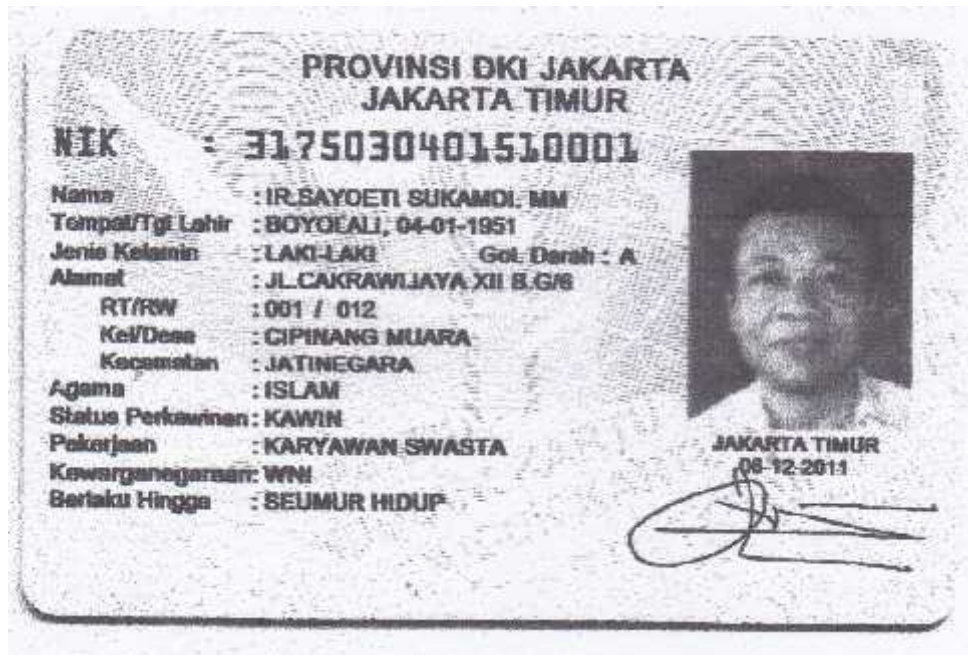 PROVINSI DKI JAKARTA
JAKARTA TIMUR
NIK : 3175030401510001
Nama : IR.SAYOETI SUKAMDI. MM
Tempat/Tgl Lahir : BOYOLALI, 04-01-1951
Jenis Kelamin : LAKI-LAKI Gol. Darah : A
Alamat : JL.CAKRAWIJAYA XII B.G/6
RT/RW : 001 / 012
Kel/Desa : CIPINANG MUARA
Kecamatan : JATINEGARA
Agama : ISLAM
Status Perkawinan : KAWIN
Pekerjaan : KARYAWAN SWASTA
Kewarganegaraan: WNI
Berlaku Hingga : SEUMUR HIDUP
JAKARTA TIMUR
06-12-2011